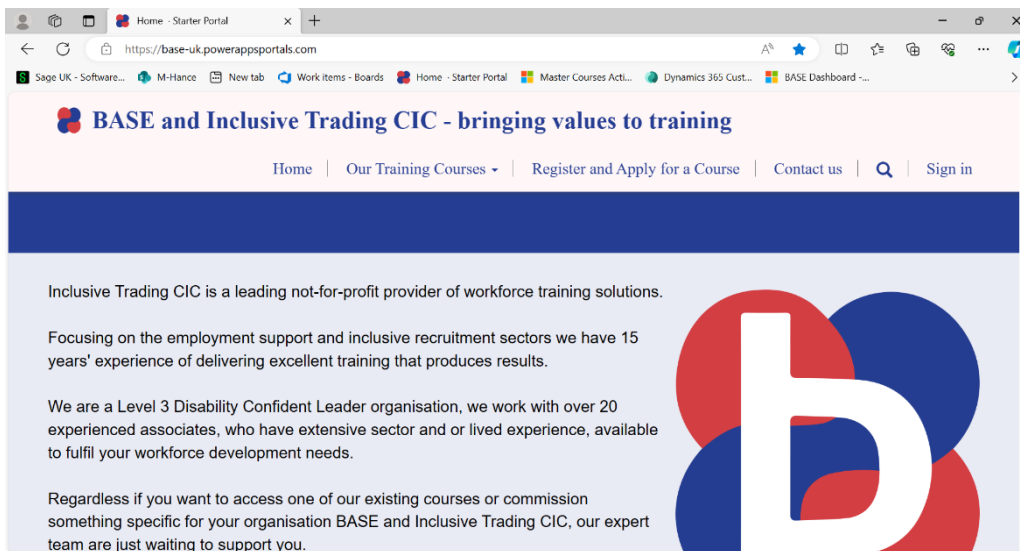 Home - Starter Portal
https://base-uk.powerappsportals.com
Sage UK - Software... M-Hance New tab Work items - Boards Home - Starter Portal Master Courses Acti... Dynamics 365 Cust... BASE Dashboard -...
BASE and Inclusive Trading CIC - bringing values to training
Home Our Training Courses Register and Apply for a Course Contact us Sign in
Inclusive Trading CIC is a leading not-for-profit provider of workforce training solutions.
Focusing on the employment support and inclusive recruitment sectors we have 15
years' experience of delivering excellent training that produces results.
We are a Level 3 Disability Confident Leader organisation, we work with over 20
experienced associates, who have extensive sector and or lived experience, available
to fulfil your workforce development needs.
Regardless if you want to access one of our existing courses or commission
something specific for your organisation BASE and Inclusive Trading CIC, our expert
team are just waiting to support you.
b